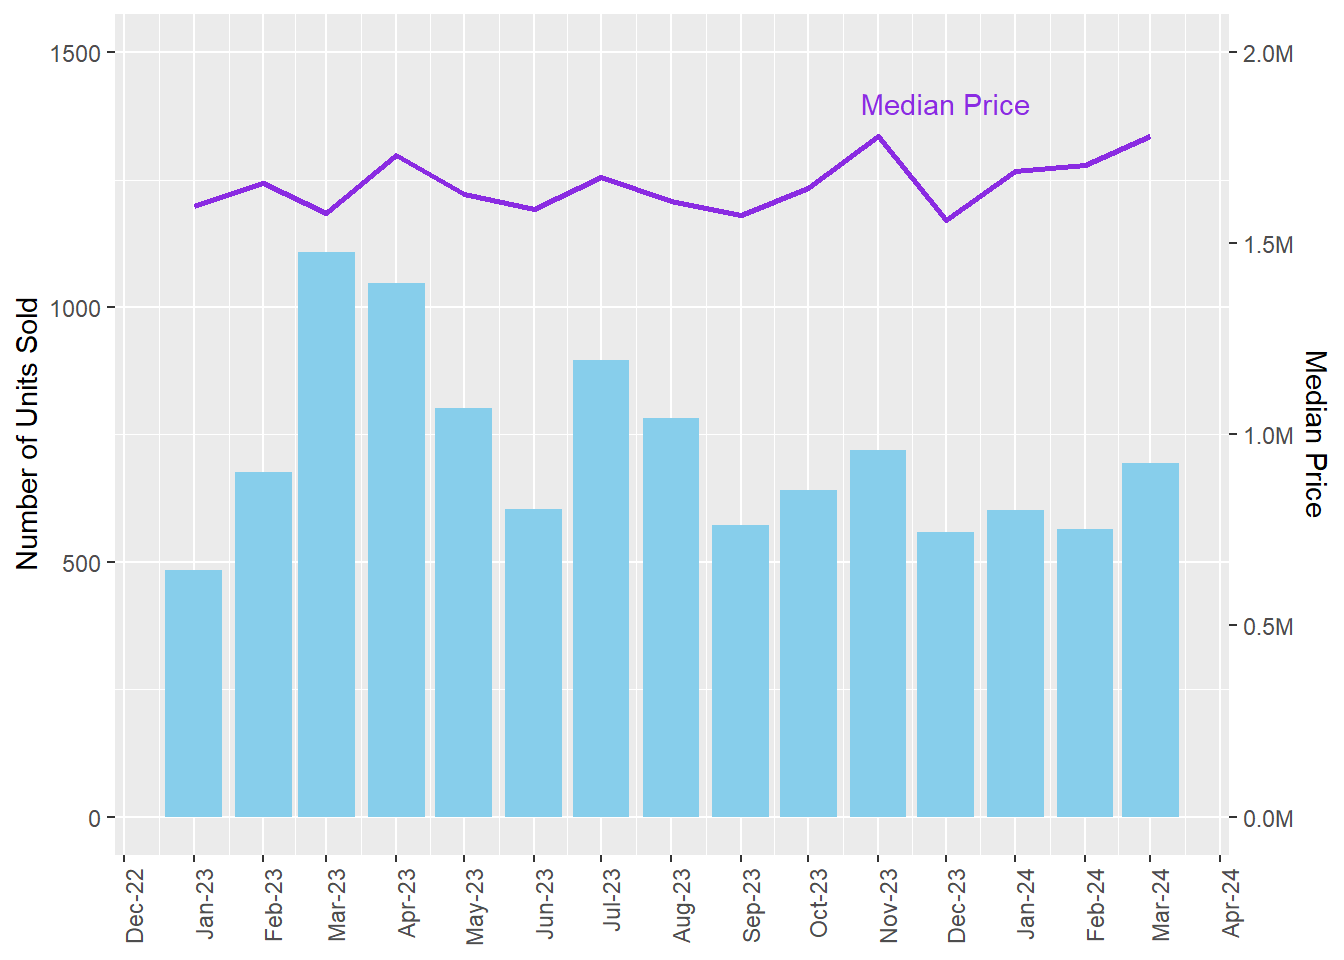 1500
1000
500
0
Number of Units Sold
Median Price
2.0M
1.5M
1.0M
0.5M
0.0M
Median Price
Dec-22
Jan-23
Feb-23
Mar-23
Apr-23
May-23
Jun-23
Jul-23
Aug-23
Sep-23
Oct-23
Nov-23
Dec-23
Jan-24
Feb-24
Mar-24
Apr-24